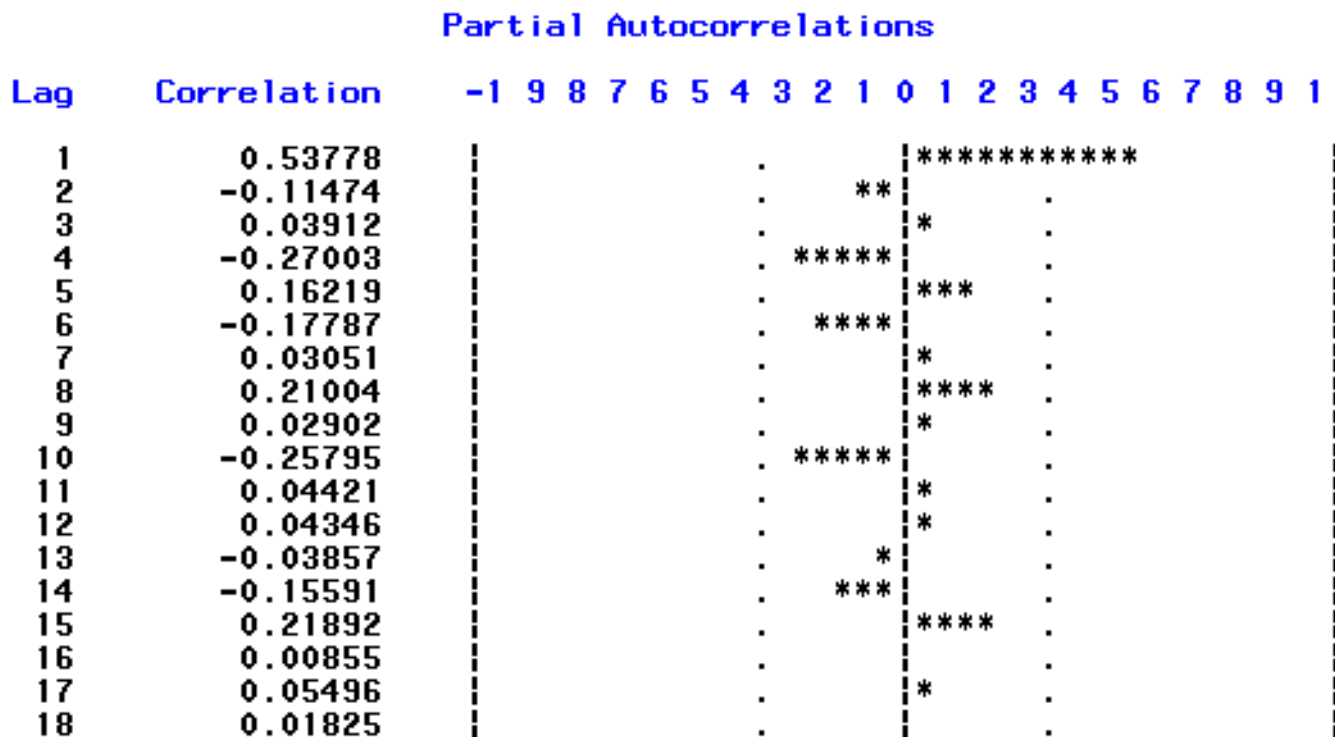 Partial Autocorrelations
Lag Correlation -1 9 8 7 6 5 4 3 2 1 0 1 2 3 4 5 6 7 8 9 1
1 0.53778 | . |*********** |
2 -0.11474 | . **| . |
3 0.03912 | . |* . |
4 -0.27003 | . *****| . |
5 0.16219 | . |*** . |
6 -0.17787 | . ****| . |
7 0.03051 | . |* . |
8 0.21004 | . |**** . |
9 0.02902 | . |* . |
10 -0.25795 | . *****| . |
11 0.04421 | . |* . |
12 0.04346 | . |* . |
13 -0.03857 | . *| . |
14 -0.15591 | . ***| . |
15 0.21892 | . |**** . |
16 0.00855 | . | . |
17 0.05496 | . |* . |
18 0.01825 | . | . |